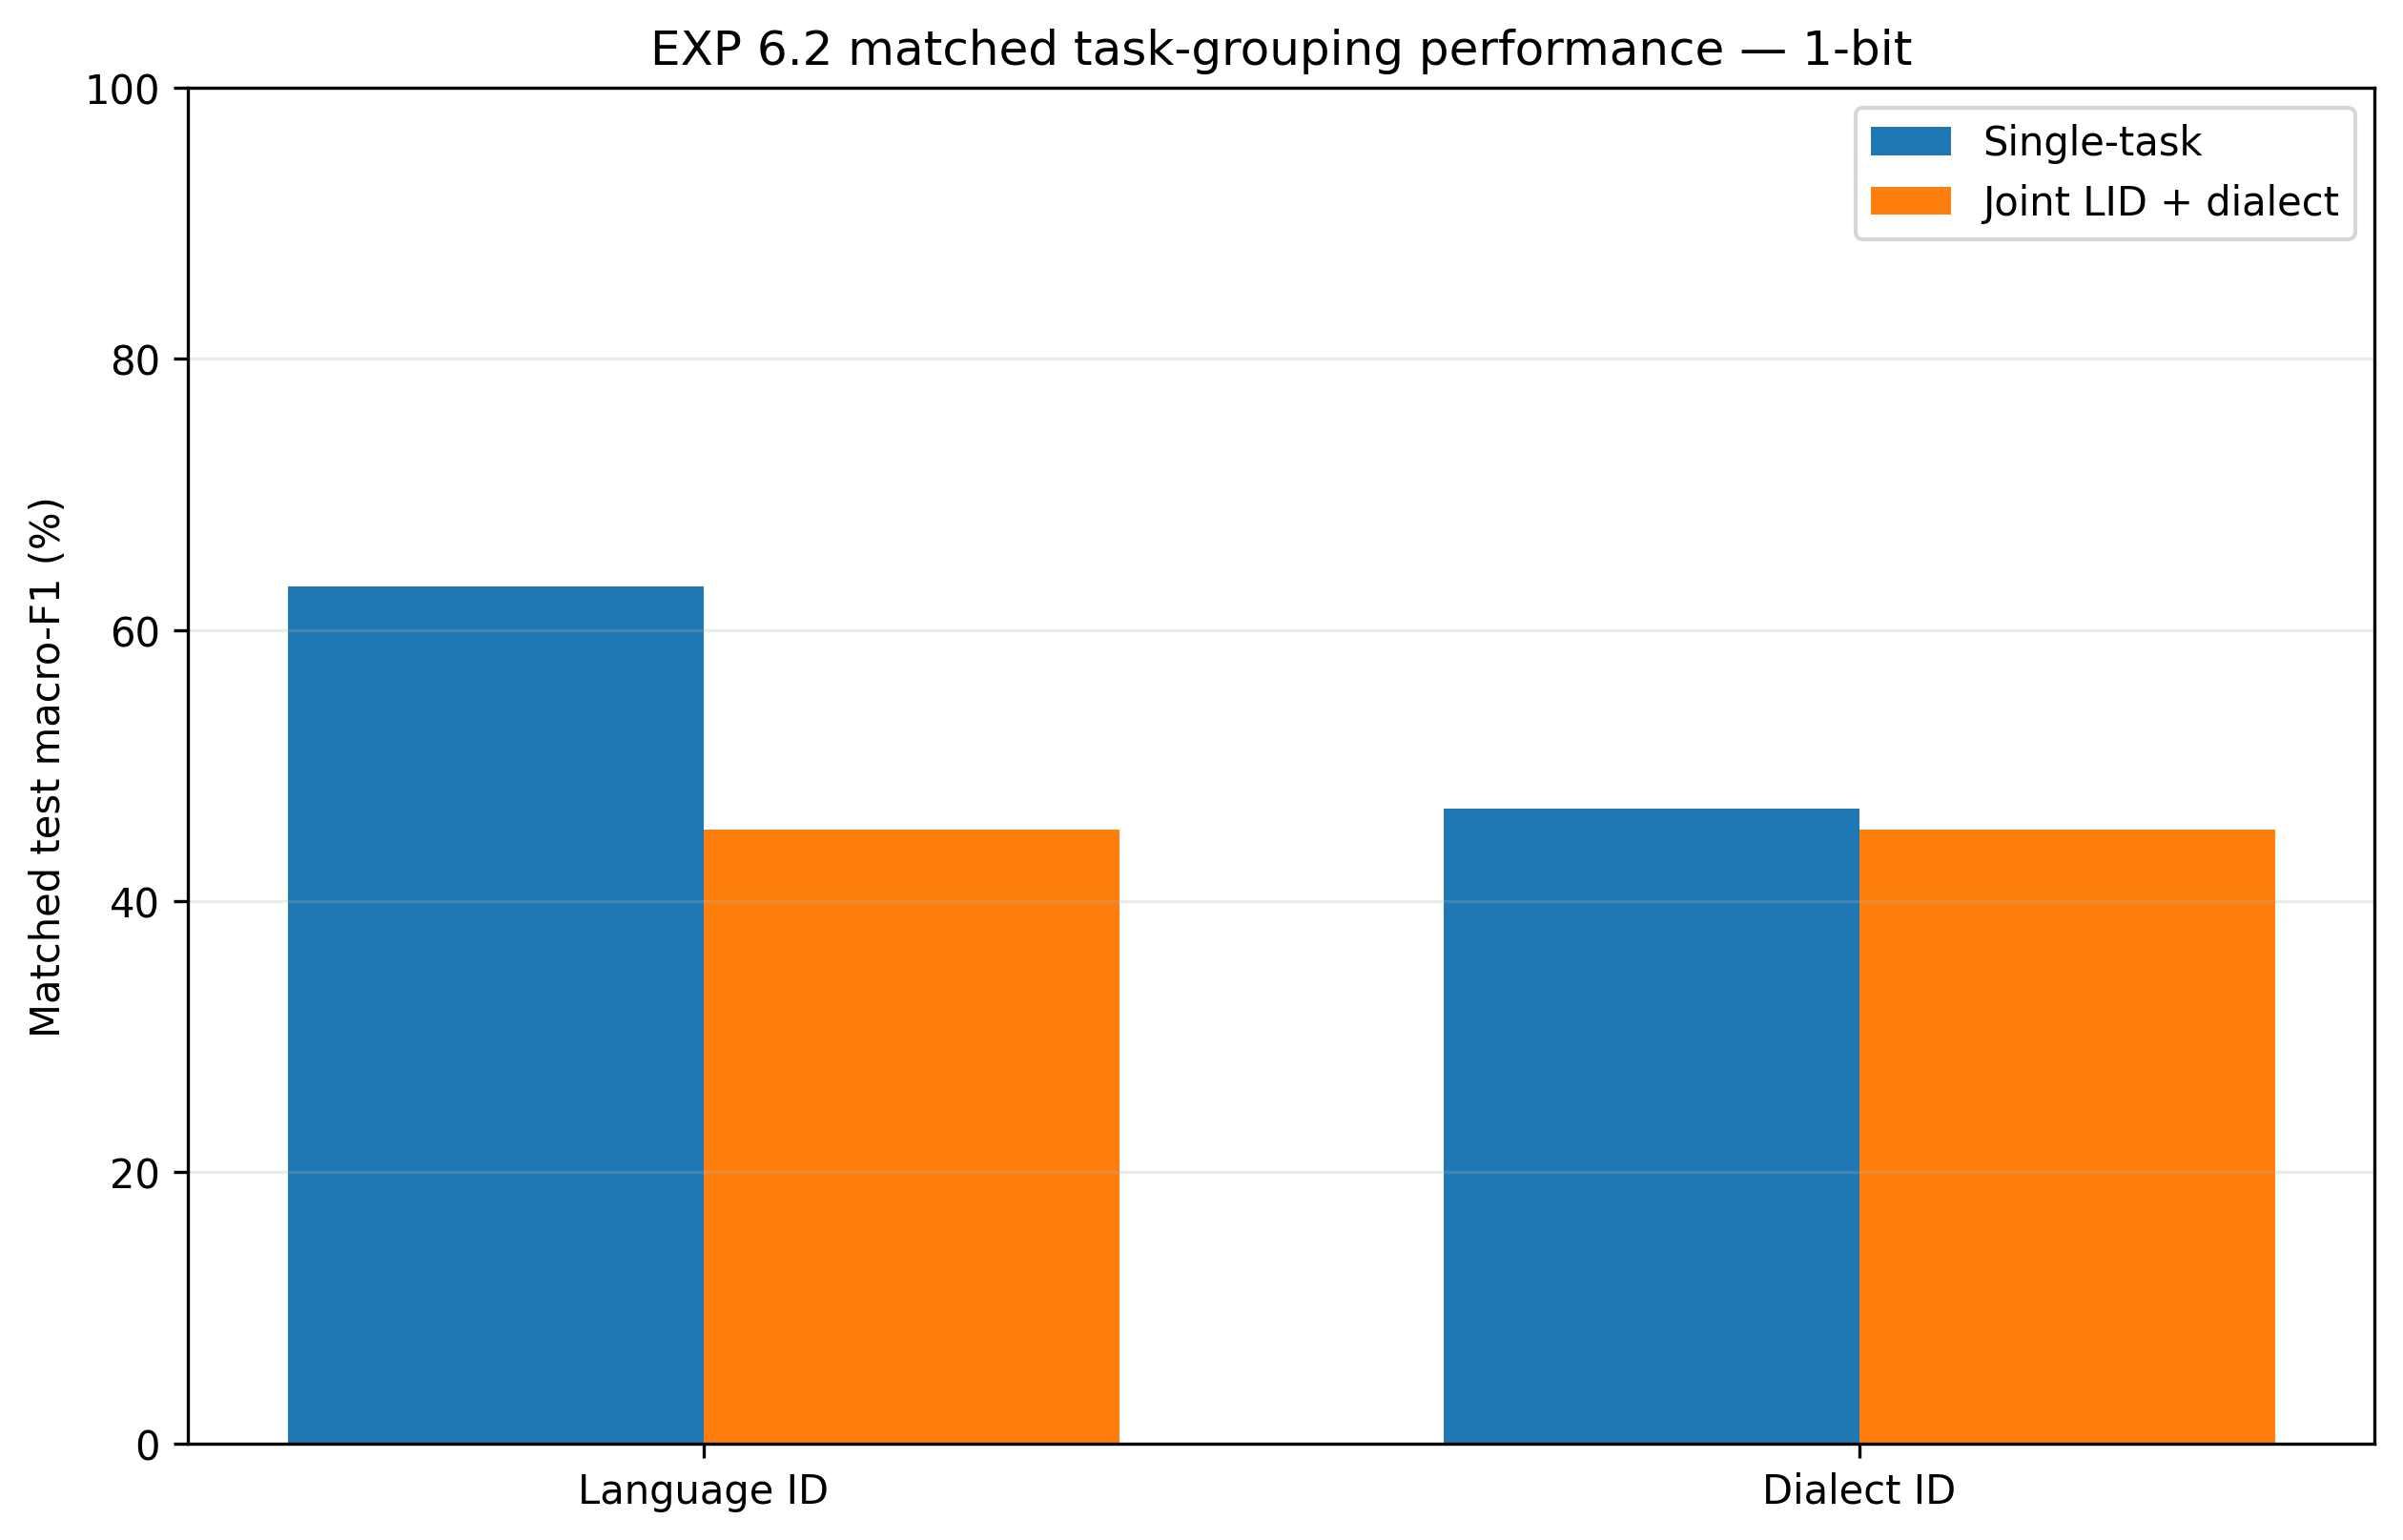 EXP 6.2 matched task-grouping performance — 1-bit
Single-task
Joint LID + dialect
Matched test macro-F1 (%)
100
80
60
40
20
0
Language ID
Dialect ID